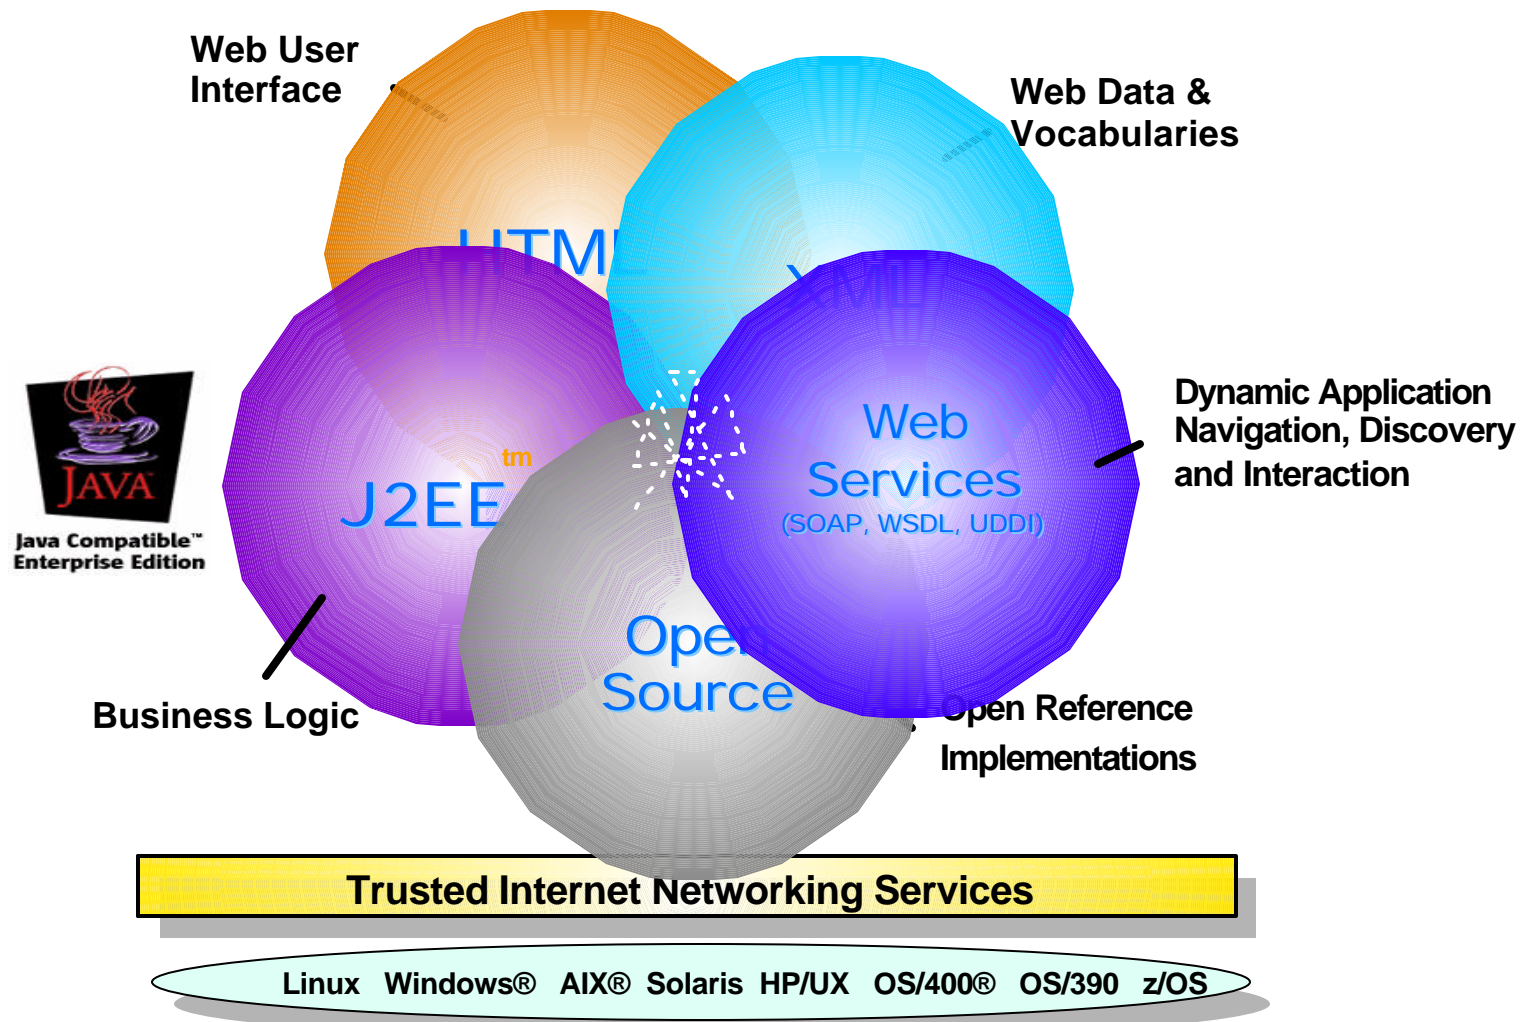 Web User
Interface
Web Data &
Vocabularies
HTML
XML
Dynamic Application
Navigation, Discovery
and Interaction
Web
Services
(SOAP, WSDL, UDDI)
tm
J2EE
JAVA™
Java Compatible™
Enterprise Edition
Open
Source
Business Logic
Open Reference
Implementations
Trusted Internet Networking Services
Linux Windows® AIX® Solaris HP/UX OS/400® OS/390 z/OS